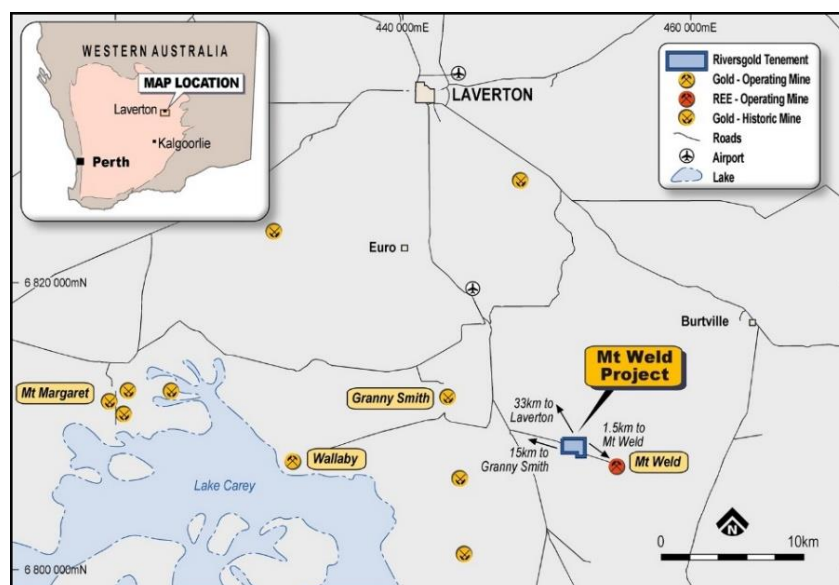 440 000mE
460 000mE
WESTERN AUSTRALIA
MAP LOCATION
Laverton
Kalgoorlie
Perth
Riversgold Tenement
Gold - Operating Mine
REE - Operating Mine
Gold - Historic Mine
Roads
Airport
Lake
LAVERTON
Euro
6 820 000mN
Burtville
Mt Weld
Project
Mt Margaret
Granny Smith
33km to
Laverton
1.5km to
Mt Weld
15km to
Granny Smith
Wallaby
Mt Weld
Lake Carey
N
0
10km
6 800 000mN